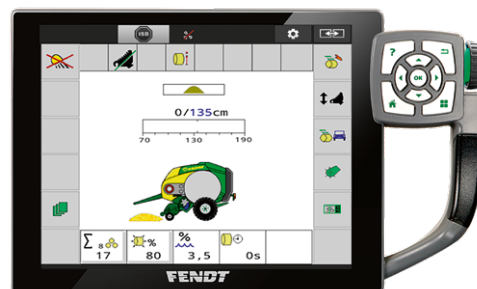 ISB
0/135cm
70 130 190
Σ 8 % % 
17 80 3,5 0s
FENDT
? OK